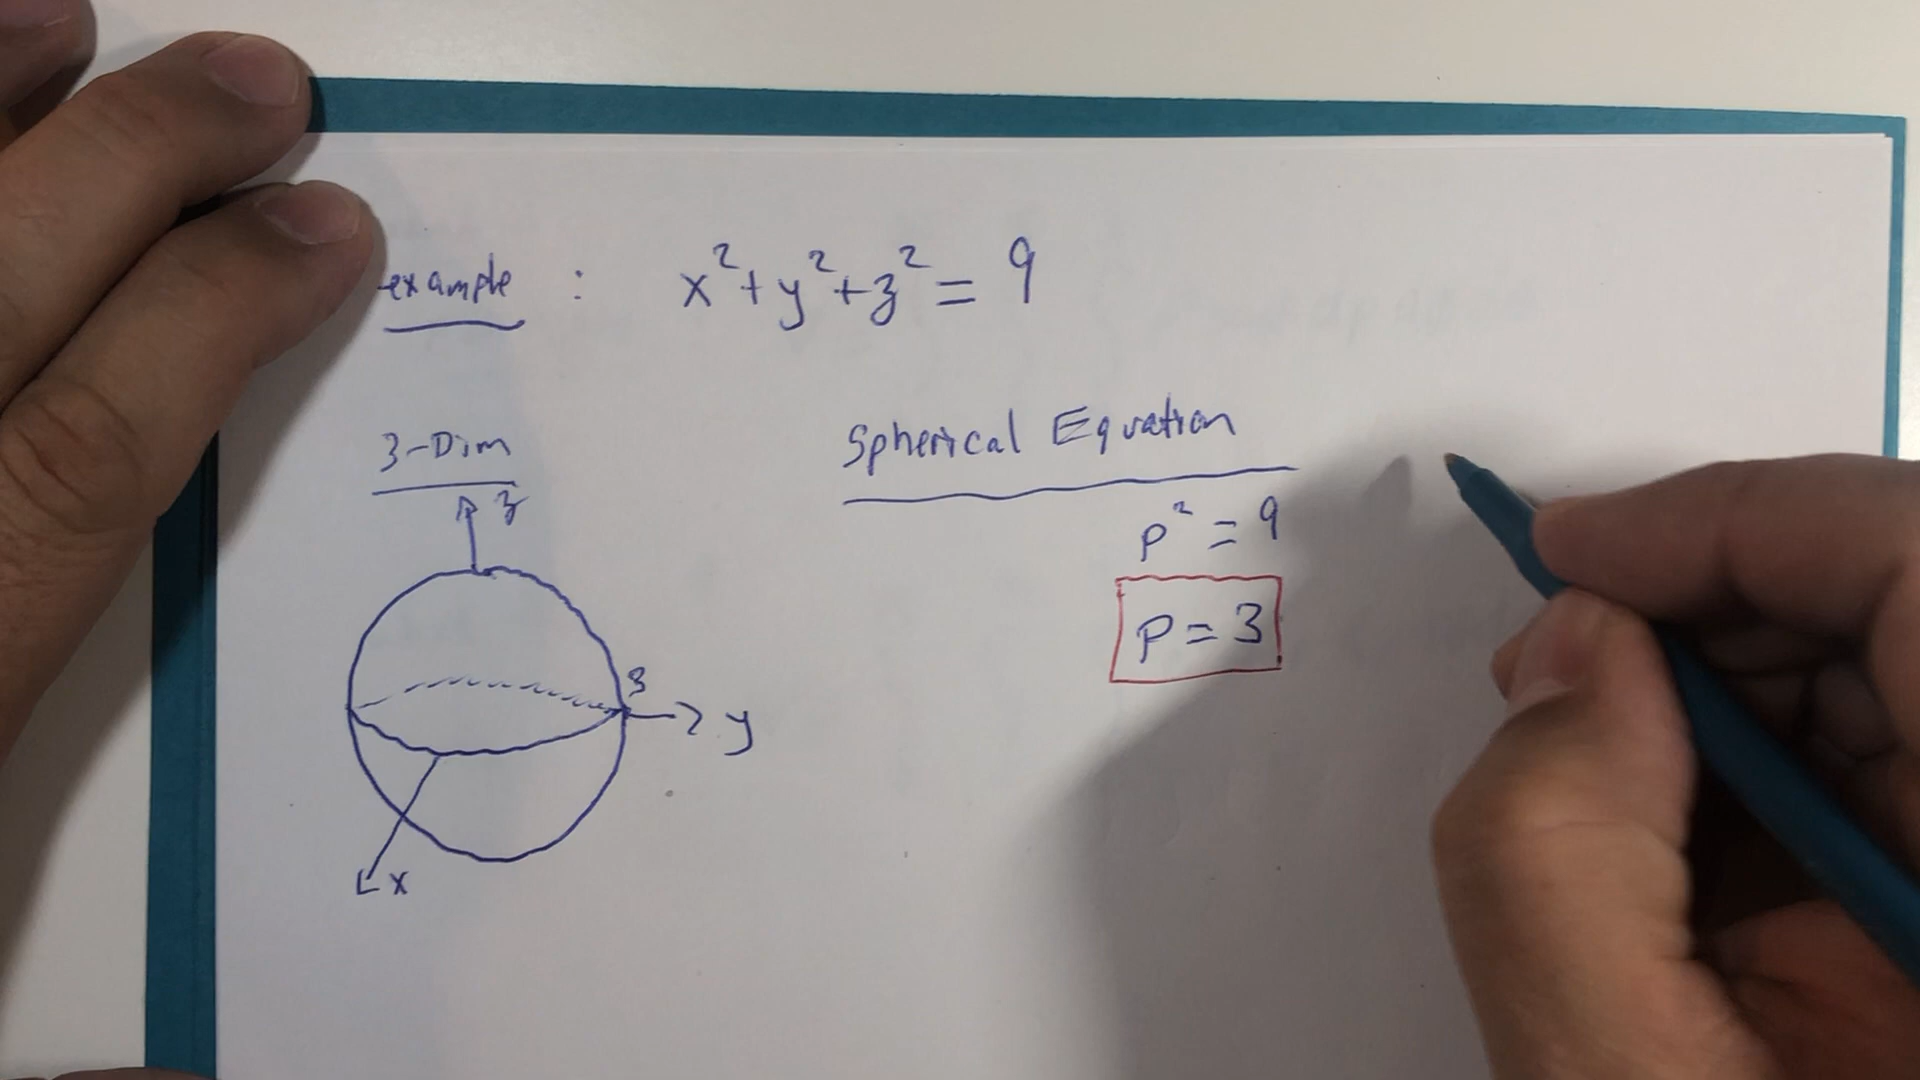 example : x²+y²+z² = 9
3-Dim
Spherical Equation
z
ρ² = 9
ρ = 3
3
y
x